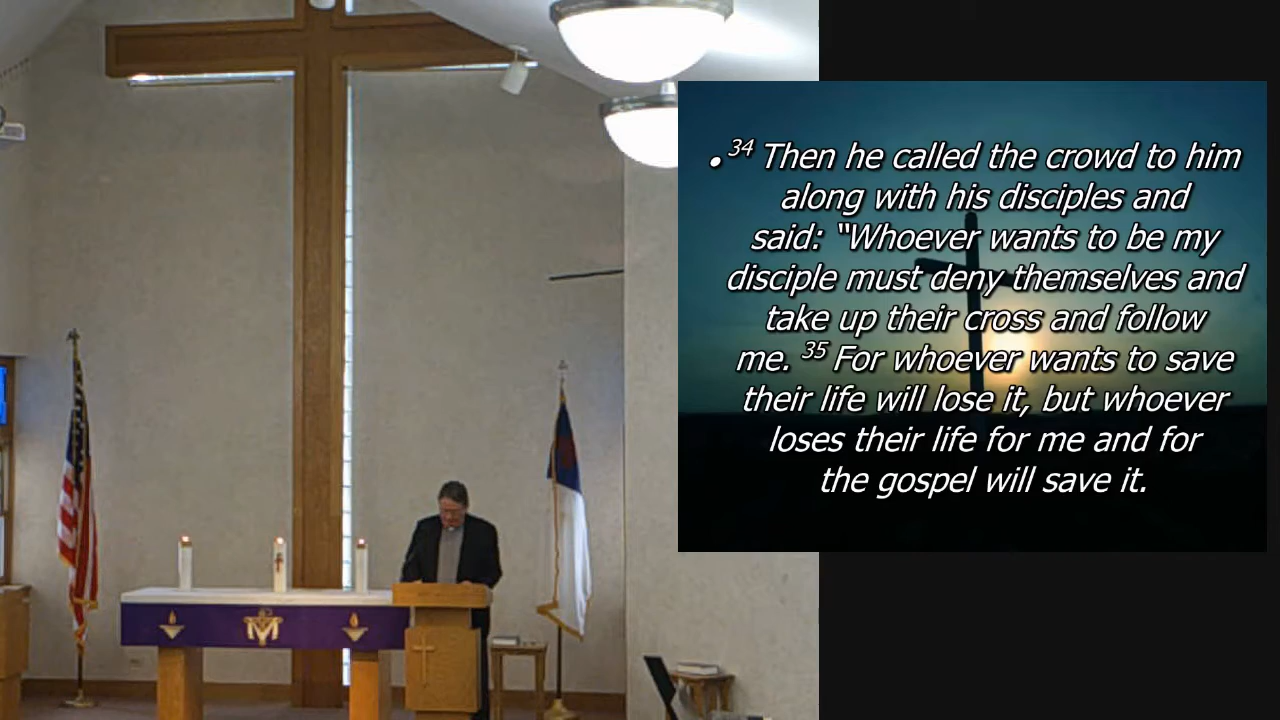 • 34 Then he called the crowd to him
along with his disciples and
said: “Whoever wants to be my
disciple must deny themselves and
take up their cross and follow
me. 35 For whoever wants to save
their life will lose it, but whoever
loses their life for me and for
the gospel will save it.